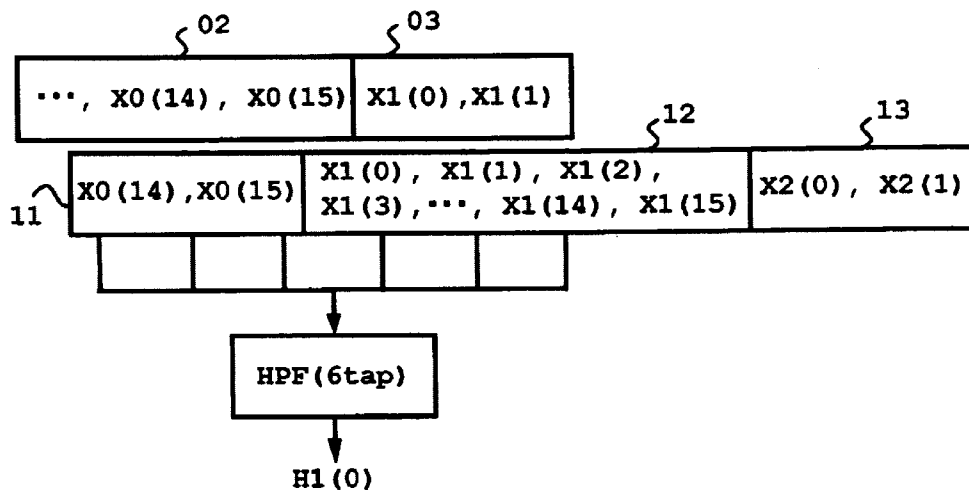 02 03
⋯, X0(14), X0(15) X1(0),X1(1)
12 13
11 X0(14),X0(15) X1(0), X1(1), X1(2), X2(0), X2(1)
X1(3),⋯, X1(14), X1(15)
HPF(6tap)
H1(0)